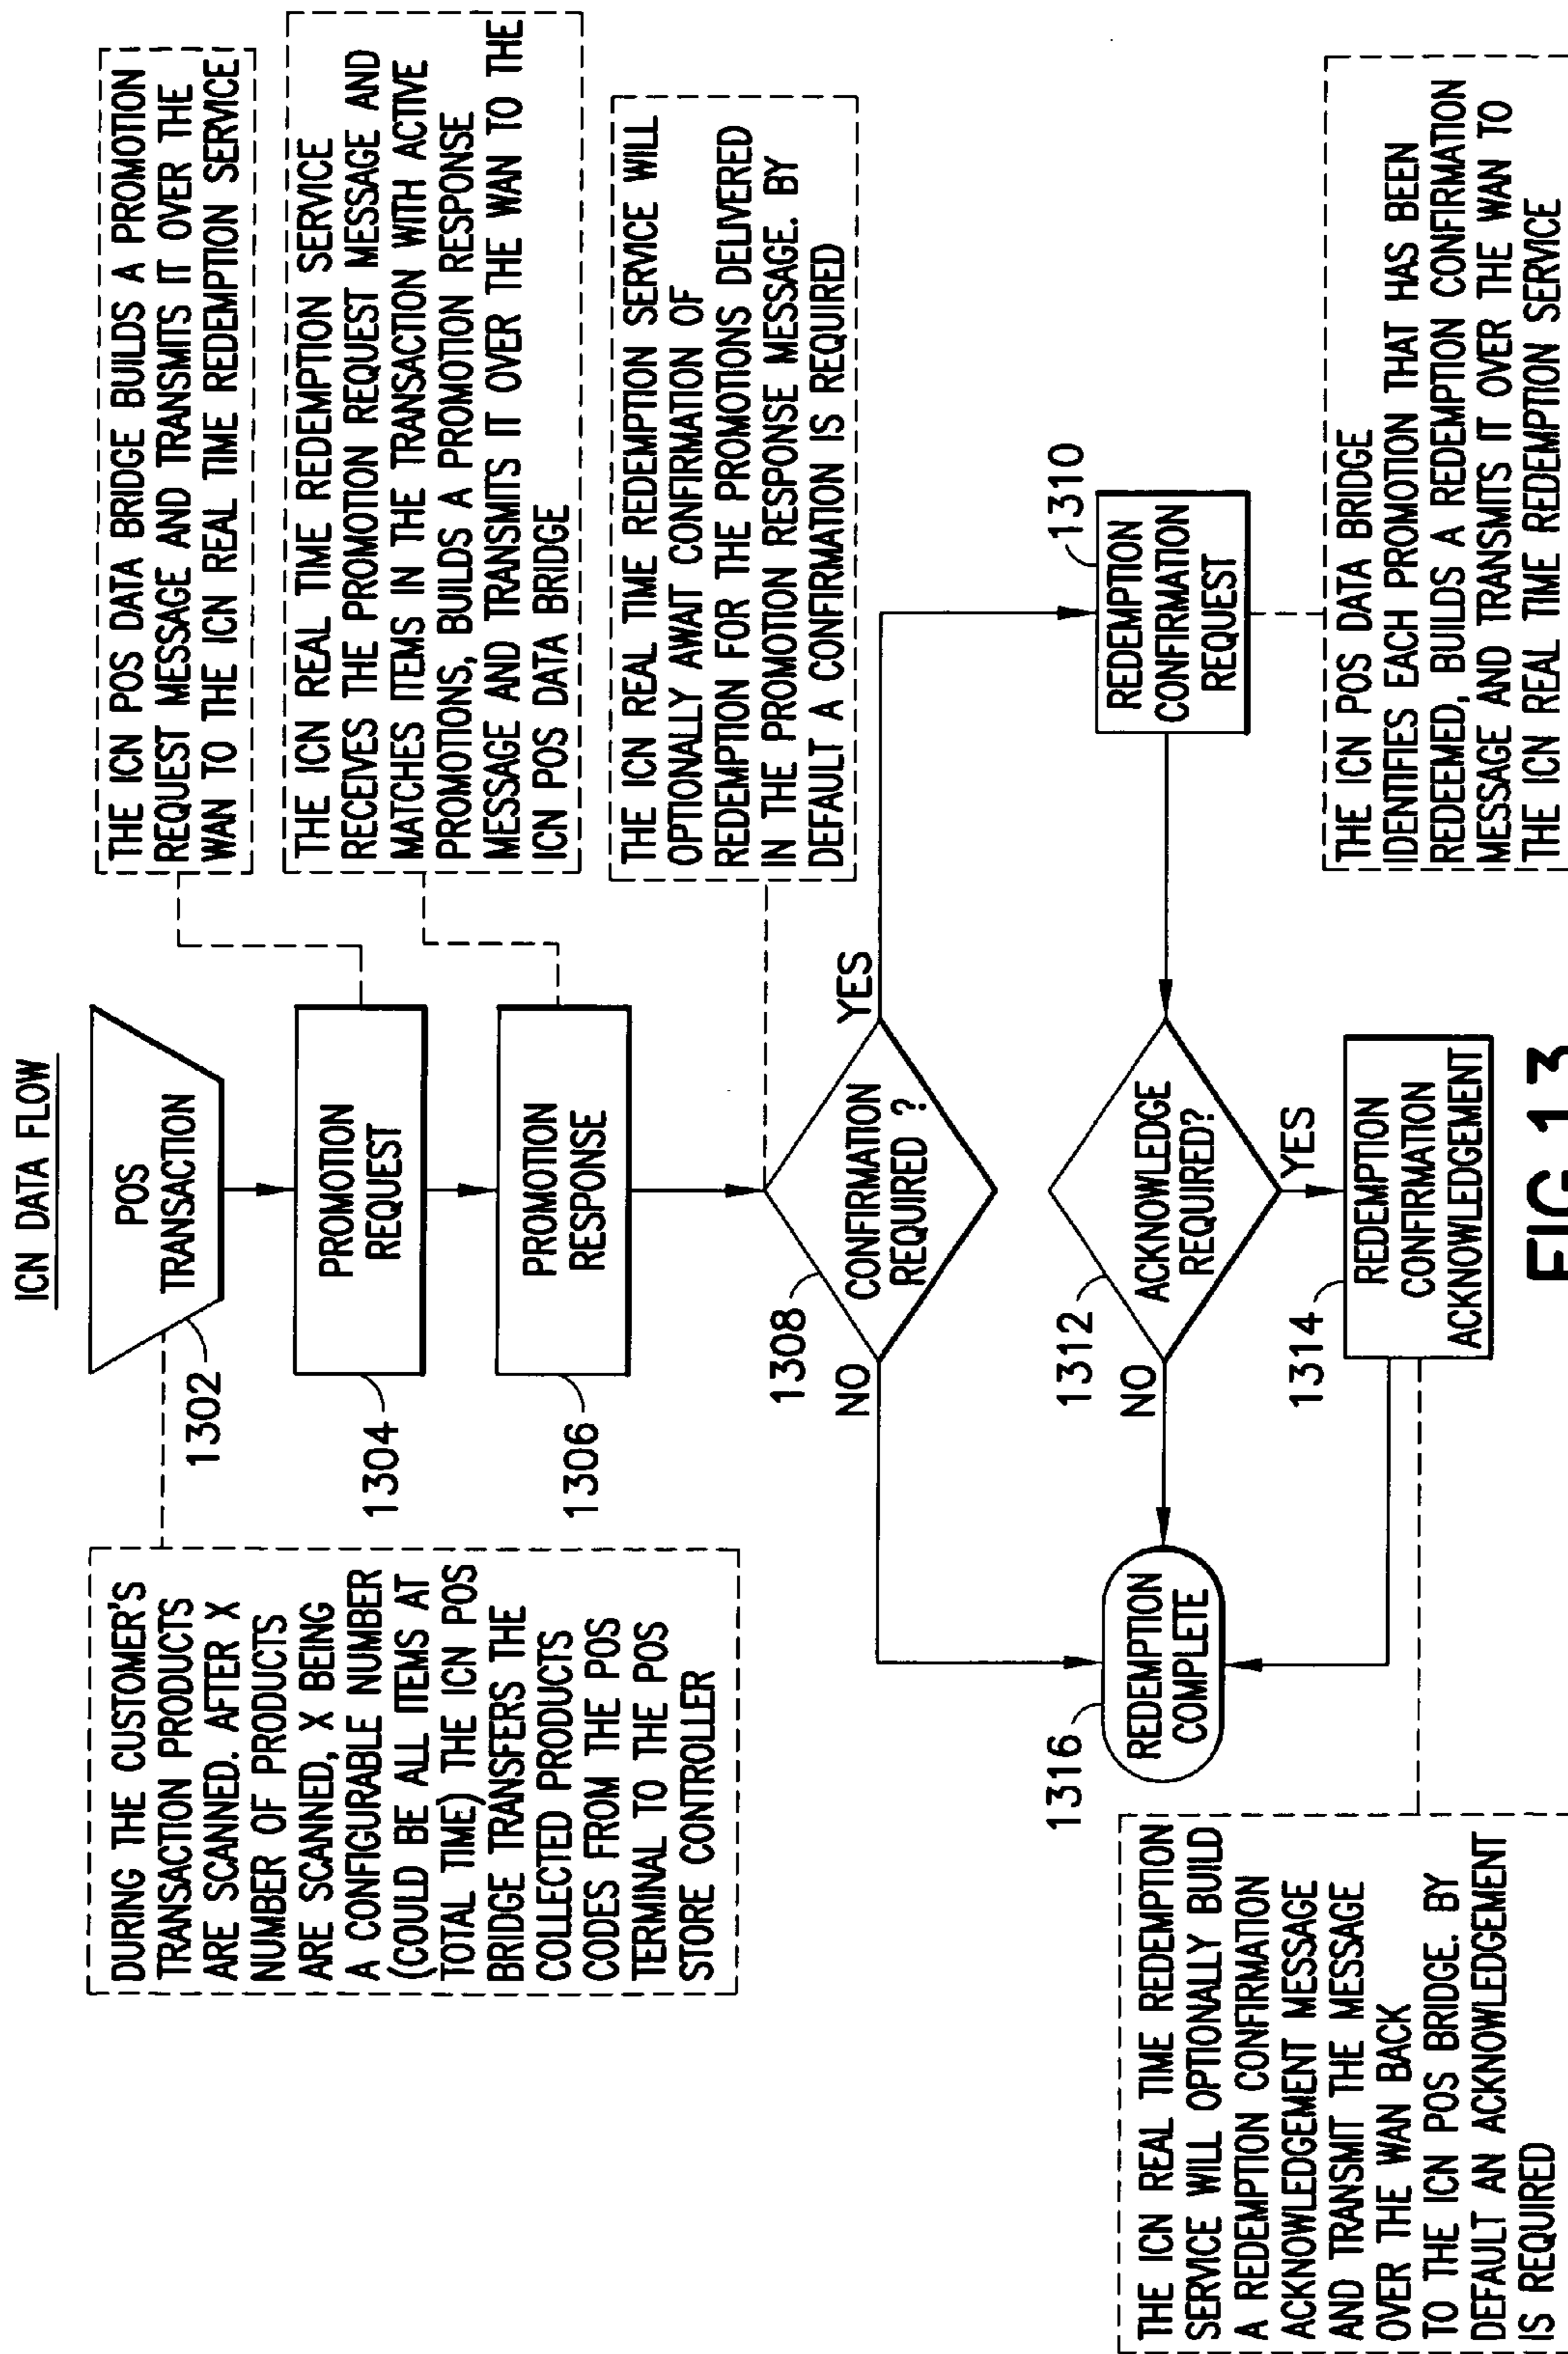 ICN DATA FLOW
DURING THE CUSTOMER'S
TRANSACTION PRODUCTS
ARE SCANNED. AFTER X
NUMBER OF PRODUCTS
ARE SCANNED, X BEING
A CONFIGURABLE NUMBER
(COULD BE ALL ITEMS AT
TOTAL TIME) THE ICN POS
BRIDGE TRANSFERS THE
COLLECTED PRODUCTS
CODES FROM THE POS
TERMINAL TO THE POS
STORE CONTROLLER
POS
TRANSACTION
1302
THE ICN POS DATA BRIDGE BUILDS A PROMOTION
REQUEST MESSAGE AND TRANSMITS IT OVER THE
WAN TO THE ICN REAL TIME REDEMPTION SERVICE
PROMOTION
REQUEST
1304
THE ICN REAL TIME REDEMPTION SERVICE
RECEIVES THE PROMOTION REQUEST MESSAGE AND
MATCHES ITEMS IN THE TRANSACTION WITH ACTIVE
PROMOTIONS, BUILDS A PROMOTION RESPONSE
MESSAGE AND TRANSMITS IT OVER THE WAN TO THE
ICN POS DATA BRIDGE
PROMOTION
RESPONSE
1306
THE ICN REAL TIME REDEMPTION SERVICE WILL
OPTIONALLY AWAIT CONFIRMATION OF
REDEMPTION FOR THE PROMOTIONS DELIVERED
IN THE PROMOTION RESPONSE MESSAGE. BY
DEFAULT A CONFIRMATION IS REQUIRED
1308
NO
CONFIRMATION
REQUIRED ?
YES
1310
REDEMPTION
CONFIRMATION
REQUEST
1312
NO
ACKNOWLEDGE
REQUIRED?
YES
1316
REDEMPTION
COMPLETE
1314
REDEMPTION
CONFIRMATION
ACKNOWLEDGEMENT
THE ICN REAL TIME REDEMPTION
SERVICE WILL OPTIONALLY BUILD
A REDEMPTION CONFIRMATION
ACKNOWLEDGEMENT MESSAGE
AND TRANSMIT THE MESSAGE
OVER THE WAN BACK
TO THE ICN POS BRIDGE. BY
DEFAULT AN ACKNOWLEDGEMENT
IS REQUIRED
THE ICN POS DATA BRIDGE
IDENTIFIES EACH PROMOTION THAT HAS BEEN
REDEEMED, BUILDS A REDEMPTION CONFIRMATION
MESSAGE AND TRANSMITS IT OVER THE WAN TO
THE ICN REAL TIME REDEMPTION SERVICE
FIG.13